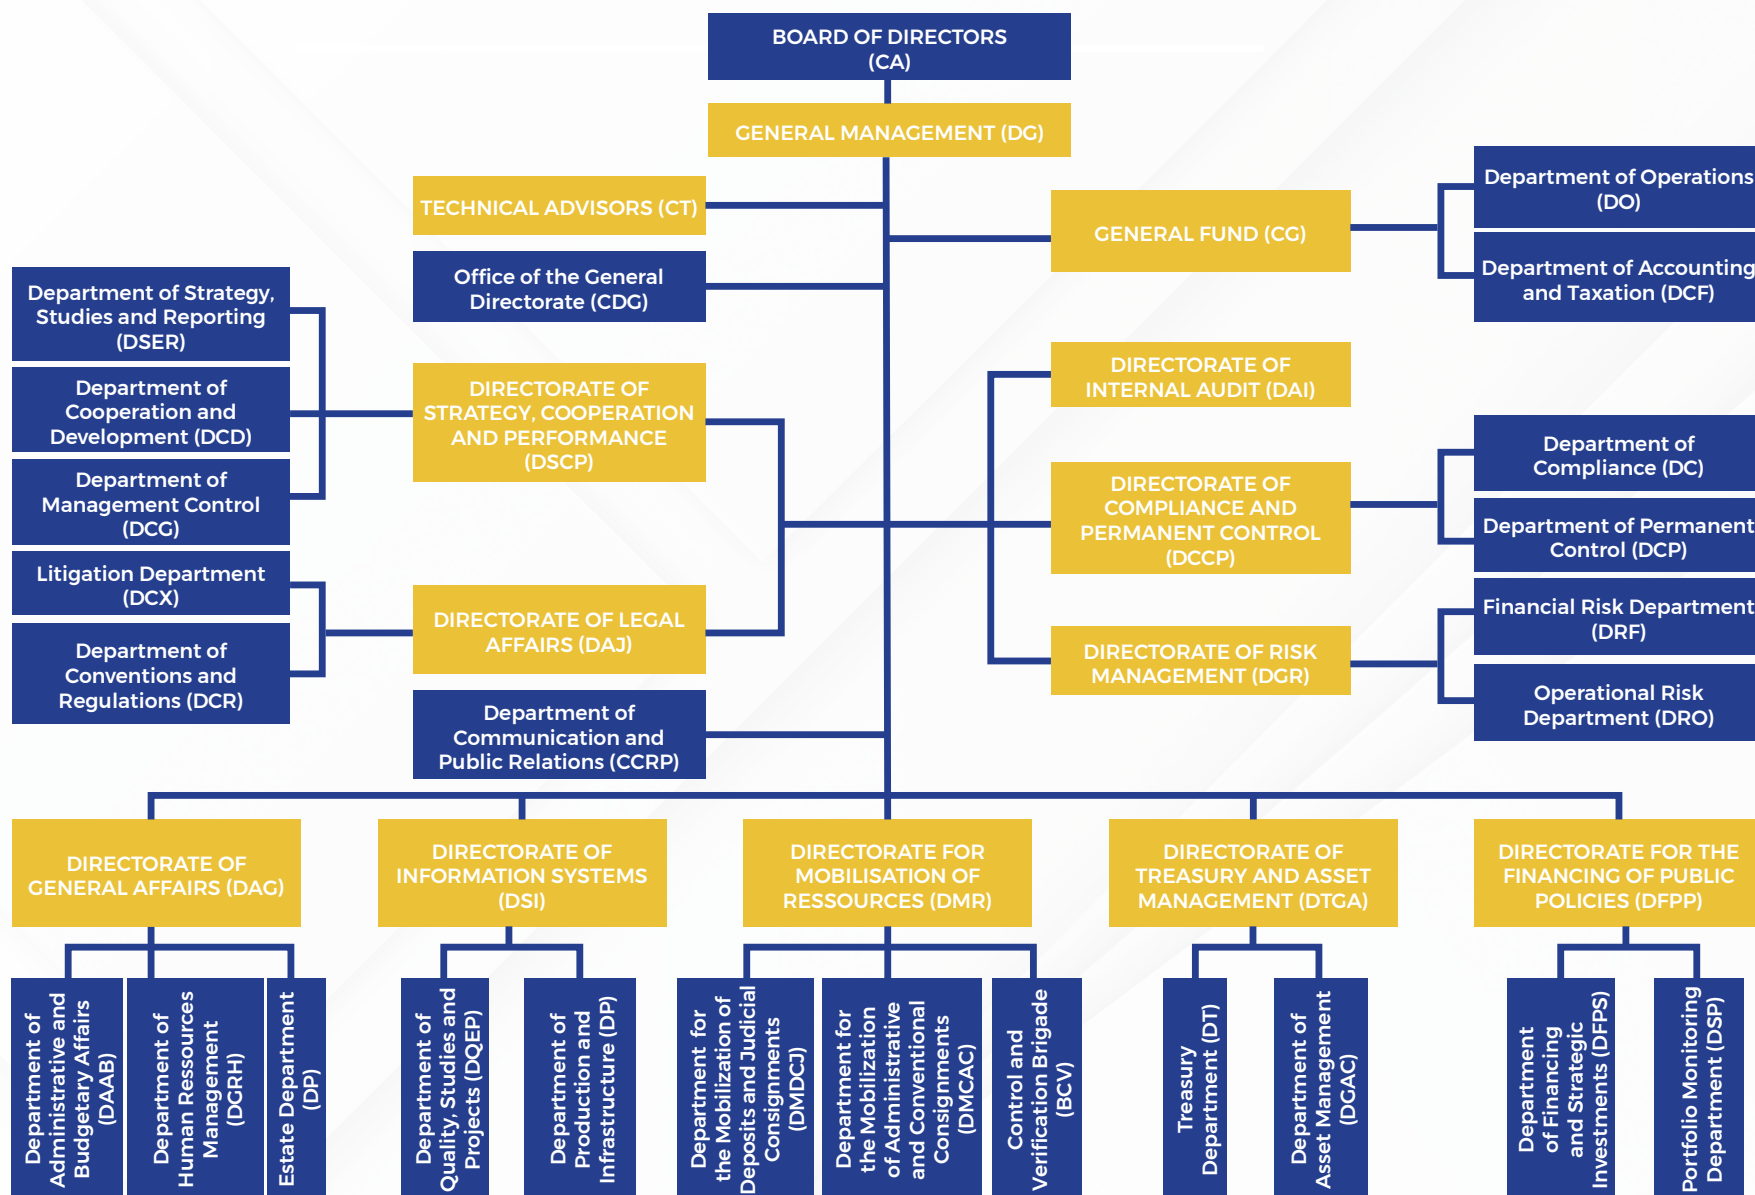 BOARD OF DIRECTORS
(CA)
GENERAL MANAGEMENT (DG)
TECHNICAL ADVISORS (CT)
Office of the General
Directorate (CDG)
GENERAL FUND (CG)
Department of Operations
(DO)
Department of Accounting
and Taxation (DCF)
Department of Strategy,
Studies and Reporting
(DSER)
Department of
Cooperation and
Development (DCD)
Department of
Management Control
(DCG)
DIRECTORATE OF
STRATEGY, COOPERATION
AND PERFORMANCE
(DSCP)
DIRECTORATE OF
INTERNAL AUDIT (DAI)
DIRECTORATE OF
COMPLIANCE AND
PERMANENT CONTROL
(DCCP)
Department of
Compliance (DC)
Department of Permanent
Control (DCP)
Litigation Department
(DCX)
Department of
Conventions and
Regulations (DCR)
DIRECTORATE OF LEGAL
AFFAIRS (DAJ)
DIRECTORATE OF RISK
MANAGEMENT (DGR)
Financial Risk Department
(DRF)
Operational Risk
Department (DRO)
Department of
Communication and
Public Relations (CCRP)
DIRECTORATE OF
GENERAL AFFAIRS (DAG)
DIRECTORATE OF
INFORMATION SYSTEMS
(DSI)
DIRECTORATE FOR
MOBILISATION OF
RESSOURCES (DMR)
DIRECTORATE OF
TREASURY AND ASSET
MANAGEMENT (DTGA)
DIRECTORATE FOR THE
FINANCING OF PUBLIC
POLICIES (DFPP)
Department of
Administrative and
Budgetary Affairs
(DAAB)
Department of
Human Ressources
Management
(DGRH)
Estate Department
(DP)
Department of
Quality, Studies and
Projects (DQEP)
Department of
Production and
Infrastructure (DP)
Department for
the Mobilization of
Deposits and Judicial
Consignments
(DMDCJ)
Department for
the Mobilization
of Administrative
and Conventional
Consignments
(DMCAC)
Control and
Verification Brigade
(BCV)
Treasury
Department (DT)
Department of
Asset Management
(DGAC)
Department
of Financing
and Strategic
Investments (DFPS)
Portfolio Monitoring
Department (DSP)